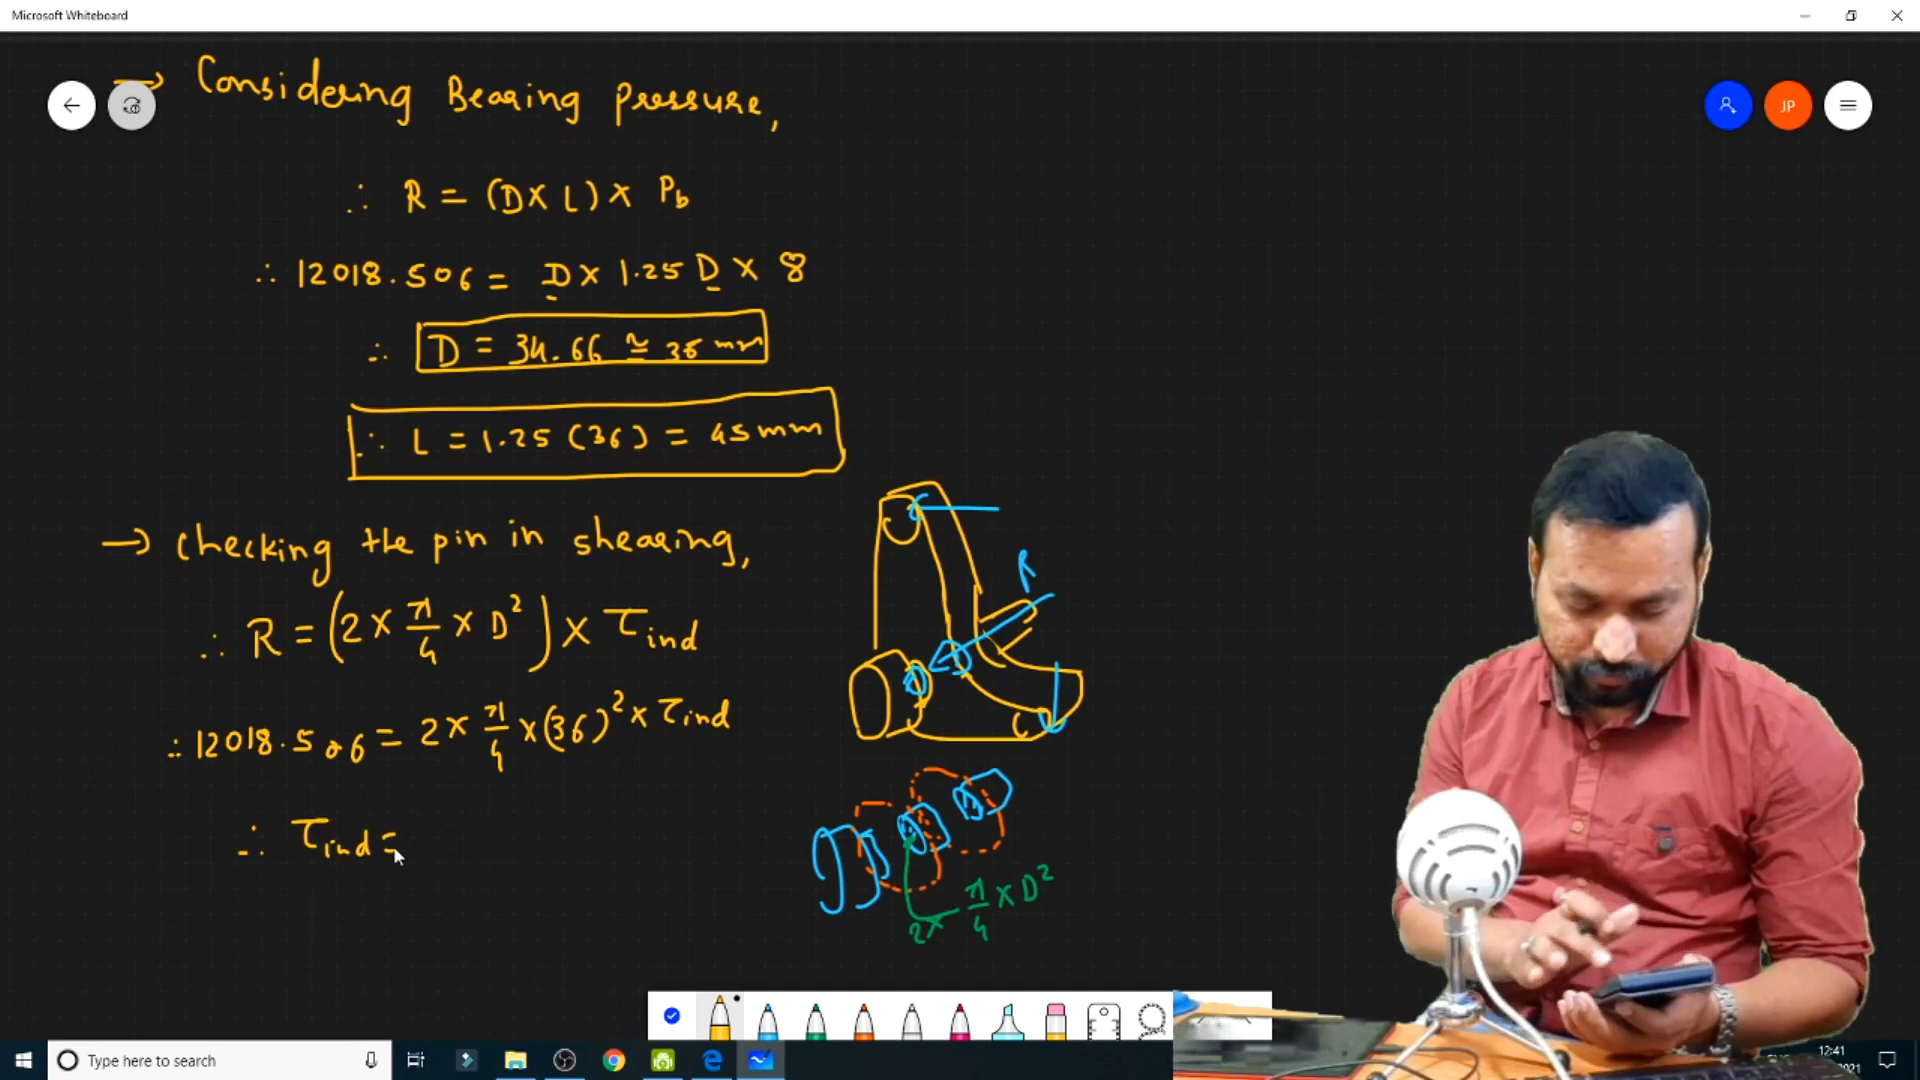 Microsoft Whiteboard
→ Considering Bearing pressure,
JP
∴ R = (D × L) × Pb
∴ 12018.506 = D × 1.25 D × 8
∴ D = 34.66 ≅ 36 mm
∴ L = 1.25 (36) = 45 mm
→ checking the pin in shearing,
R
∴ R = (2 × π/4 × D²) × τind
∴ 12018.506 = 2 × π/4 × (36)² × τind
∴ τind =
2× π/4 × D²
Type here to search
12:41